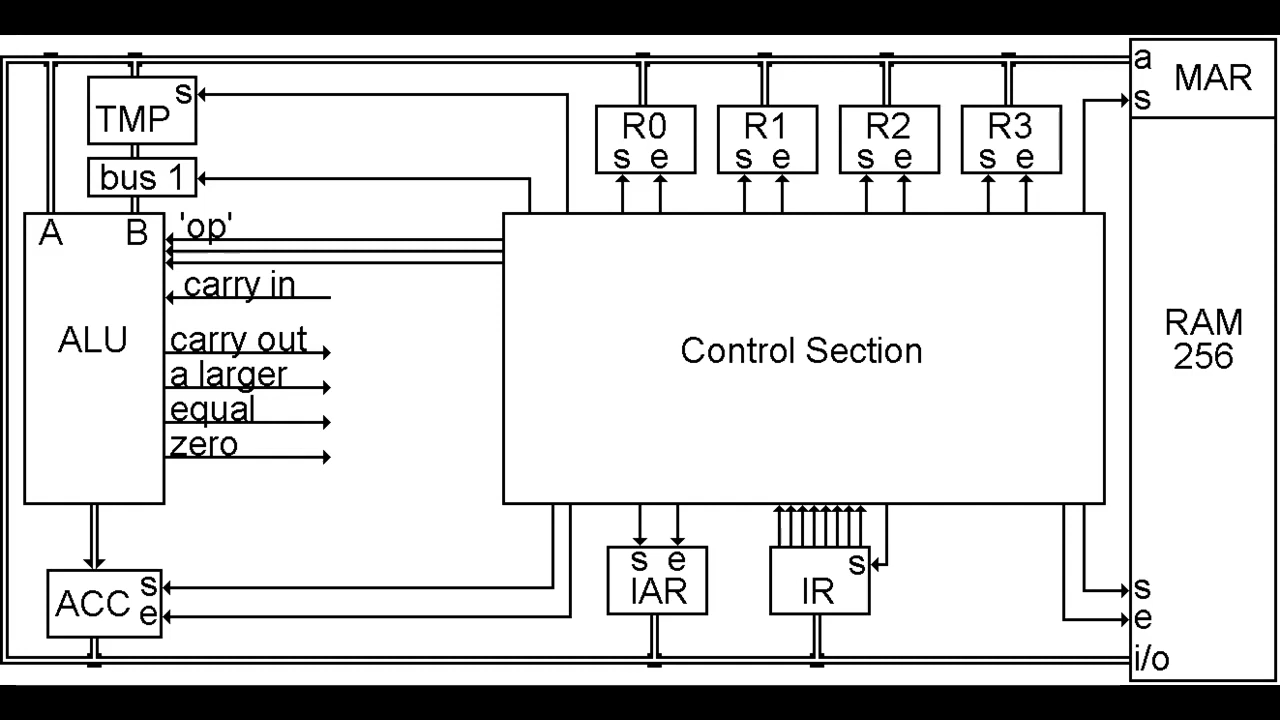 a
MAR
s
TMP
s
R0
s e
R1
s e
R2
s e
R3
s e
bus 1
A
B
'op'
carry in
ALU
carry out
a larger
equal
zero
Control Section
RAM
256
ACC
s
e
s e
IAR
s
IR
s
e
i/o